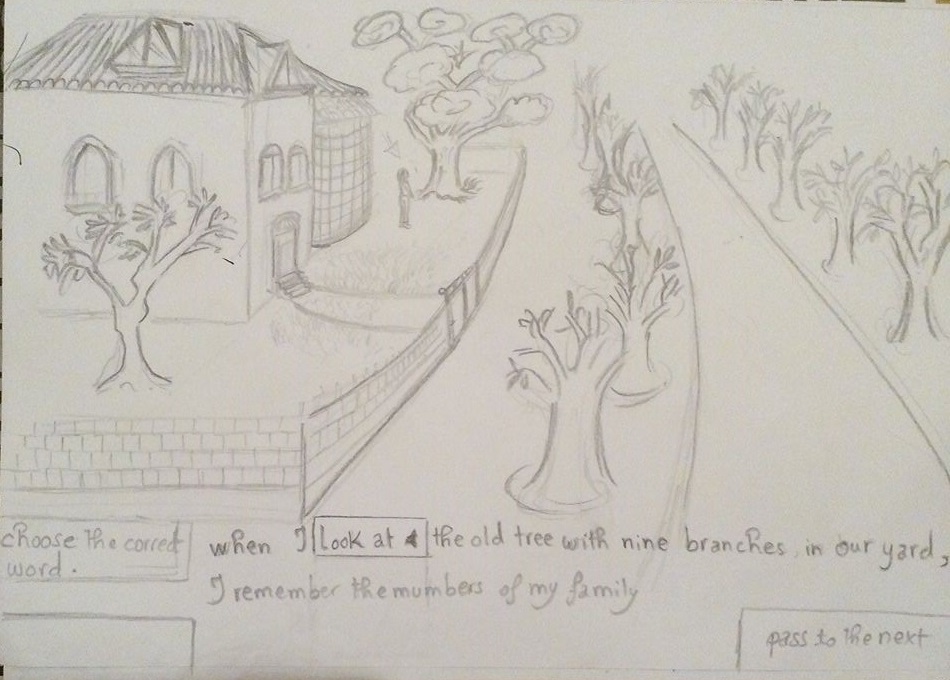 choose the correct
word.
when I look at the old tree with nine branches in our yard,
I remember the mumbers of my family
pass to the next